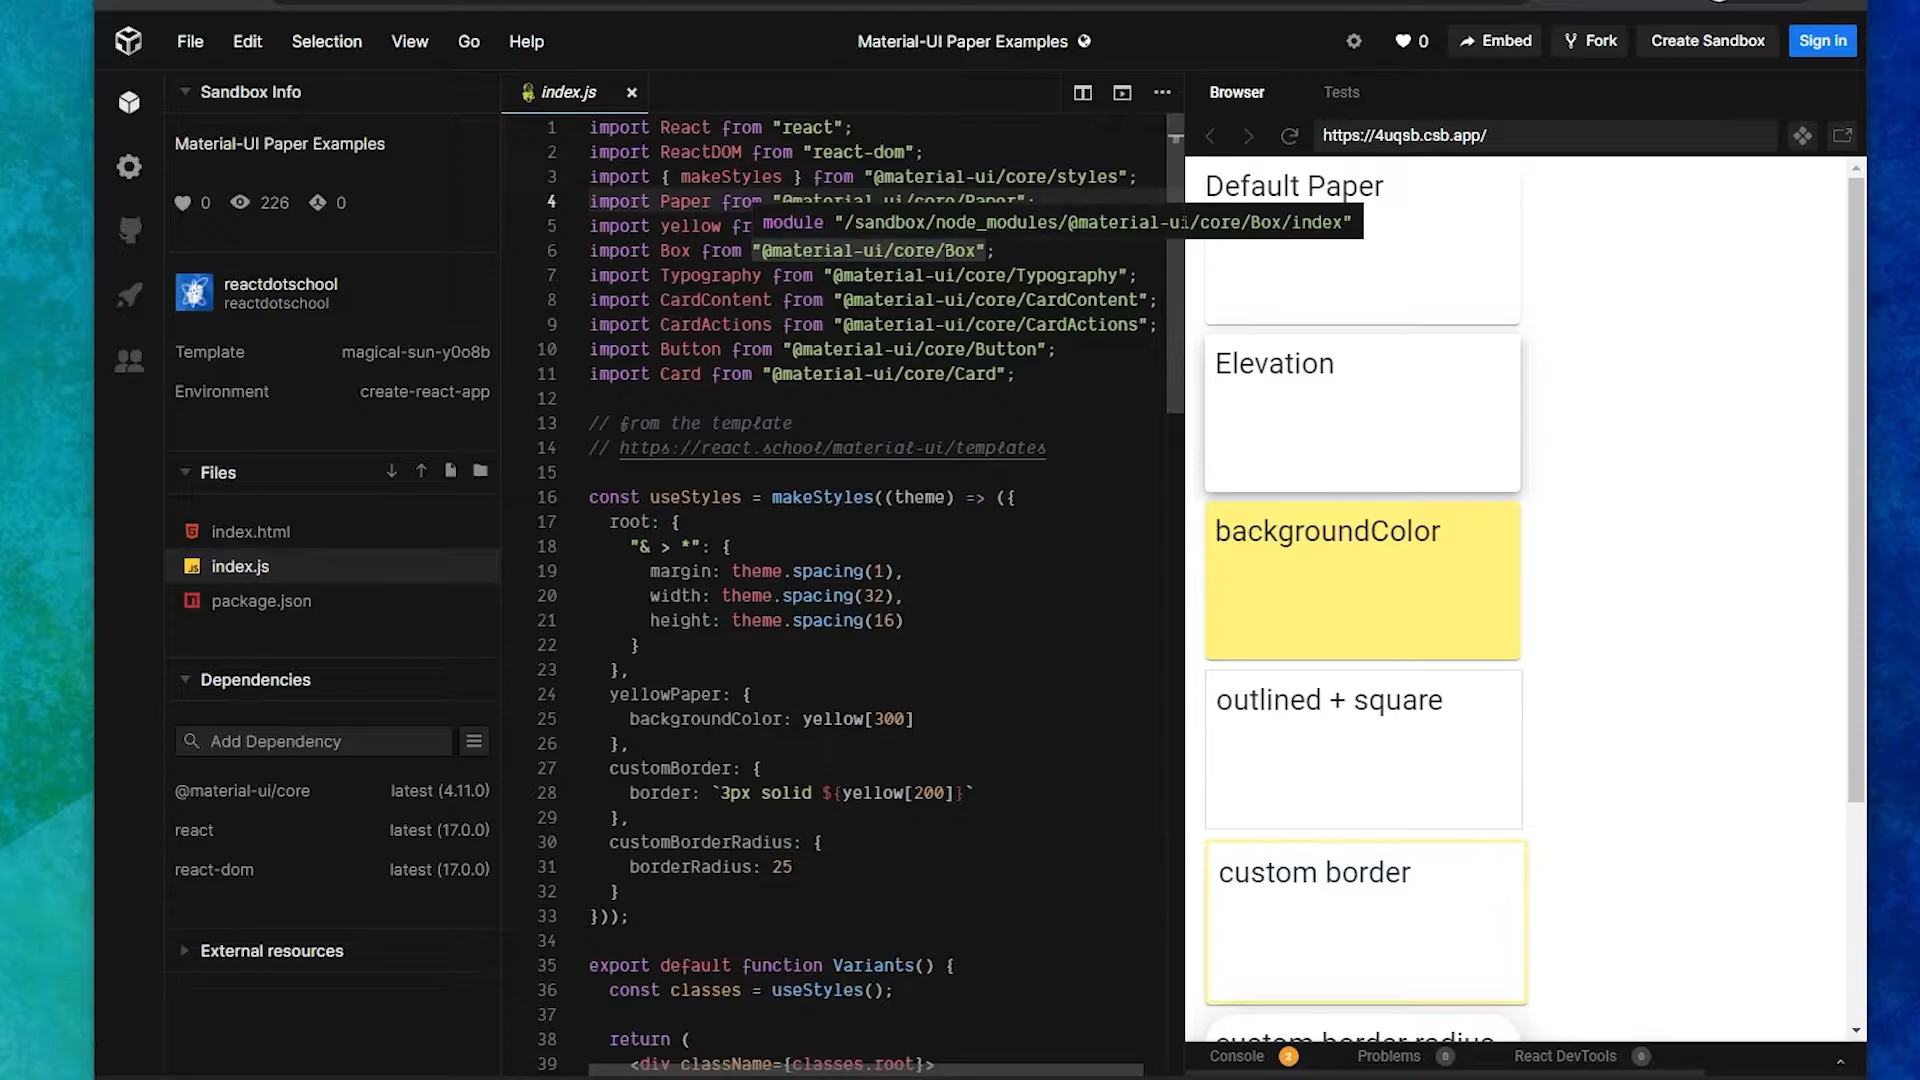 File Edit Selection View Go Help
Material-UI Paper Examples
0 Embed Fork Create Sandbox Sign in
Sandbox Info
Material-UI Paper Examples
0 226 0
reactdotschool
reactdotschool
Template magical-sun-y0o8b
Environment create-react-app
Files
index.html
index.js
package.json
Dependencies
Add Dependency
@material-ui/core latest (4.11.0)
react latest (17.0.0)
react-dom latest (17.0.0)
External resources
index.js
1 import React from "react";
2 import ReactDOM from "react-dom";
3 import { makeStyles } from "@material-ui/core/styles";
4 import Paper from "@material-ui/core/Paper";
5 import yellow fr
module "/sandbox/node_modules/@material-ui/core/Box/index"
6 import Box from "@material-ui/core/Box";
7 import Typography from "@material-ui/core/Typography";
8 import CardContent from "@material-ui/core/CardContent";
9 import CardActions from "@material-ui/core/CardActions";
10 import Button from "@material-ui/core/Button";
11 import Card from "@material-ui/core/Card";
12
13 // from the template
14 // https://react.school/material-ui/templates
15
16 const useStyles = makeStyles((theme) => ({
17 root: {
18 "& > *": {
19 margin: theme.spacing(1),
20 width: theme.spacing(32),
21 height: theme.spacing(16)
22 }
23 },
24 yellowPaper: {
25 backgroundColor: yellow[300]
26 },
27 customBorder: {
28 border: `3px solid ${yellow[200]}`
29 },
30 customBorderRadius: {
31 borderRadius: 25
32 }
33 }));
34
35 export default function Variants() {
36 const classes = useStyles();
37
38 return (
39 <div className={classes.root}>
Browser Tests
https://4uqsb.csb.app/
Default Paper
Elevation
backgroundColor
outlined + square
custom border
custom border radius
Console 2 Problems 0 React DevTools 0